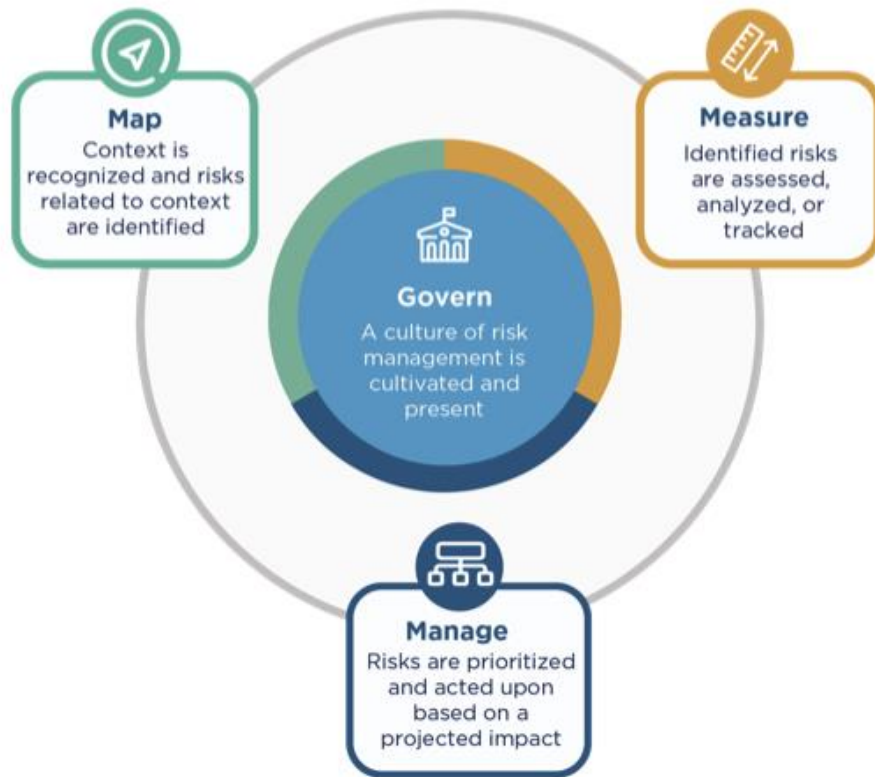 Map
Context is
recognized and risks
related to context
are identified
Measure
Identified risks
are assessed,
analyzed, or
tracked
Govern
A culture of risk
management is
cultivated and
present
Manage
Risks are prioritized
and acted upon
based on a
projected impact